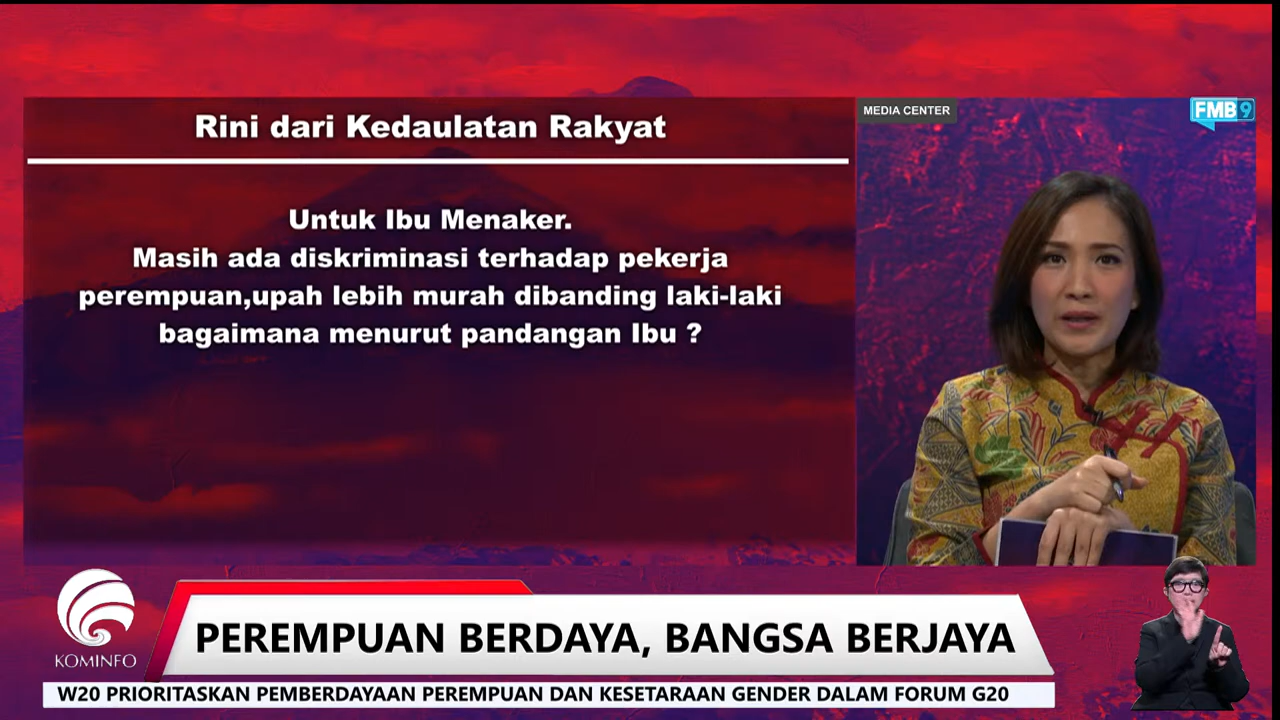 MEDIA CENTER
FMB9
Rini dari Kedaulatan Rakyat
Untuk Ibu Menaker.
Masih ada diskriminasi terhadap pekerja
perempuan,upah lebih murah dibanding laki-laki
bagaimana menurut pandangan Ibu ?
KOMINFO
PEREMPUAN BERDAYA, BANGSA BERJAYA
W20 PRIORITASKAN PEMBERDAYAAN PEREMPUAN DAN KESETARAAN GENDER DALAM FORUM G20